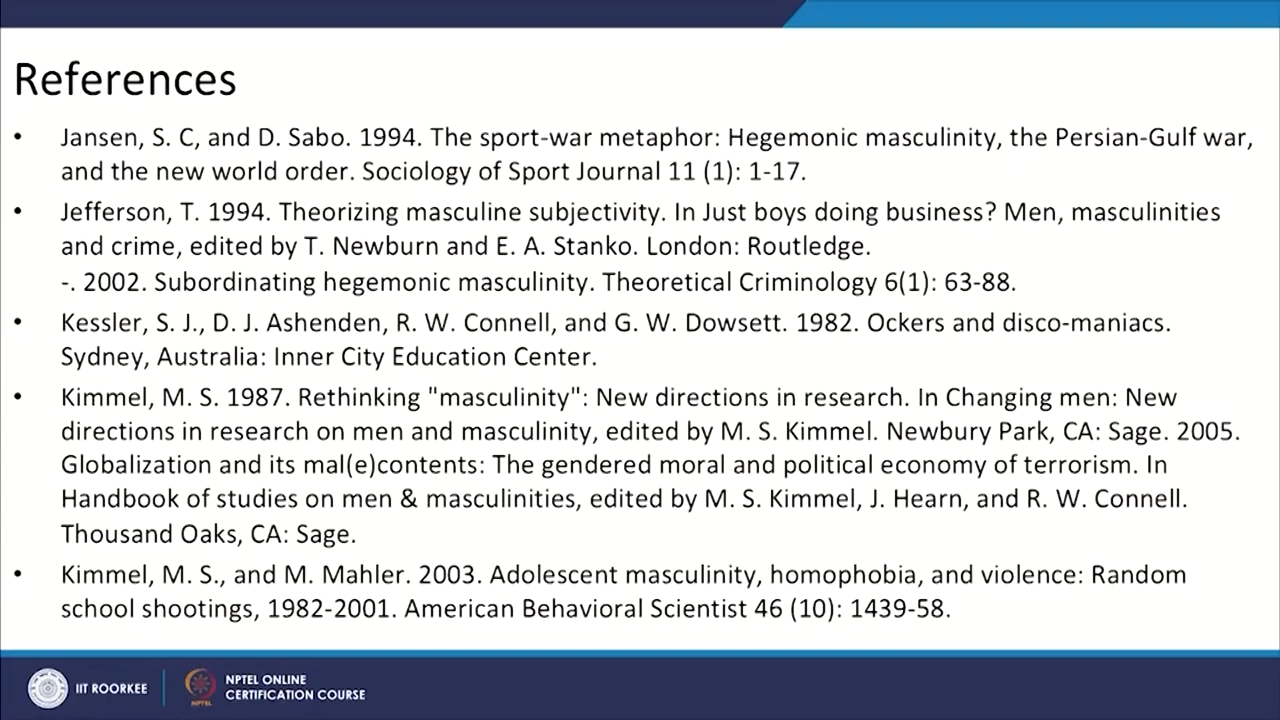 References
• Jansen, S. C, and D. Sabo. 1994. The sport-war metaphor: Hegemonic masculinity, the Persian-Gulf war,
and the new world order. Sociology of Sport Journal 11 (1): 1-17.
• Jefferson, T. 1994. Theorizing masculine subjectivity. In Just boys doing business? Men, masculinities
and crime, edited by T. Newburn and E. A. Stanko. London: Routledge.
-. 2002. Subordinating hegemonic masculinity. Theoretical Criminology 6(1): 63-88.
• Kessler, S. J., D. J. Ashenden, R. W. Connell, and G. W. Dowsett. 1982. Ockers and disco-maniacs.
Sydney, Australia: Inner City Education Center.
• Kimmel, M. S. 1987. Rethinking "masculinity": New directions in research. In Changing men: New
directions in research on men and masculinity, edited by M. S. Kimmel. Newbury Park, CA: Sage. 2005.
Globalization and its mal(e)contents: The gendered moral and political economy of terrorism. In
Handbook of studies on men & masculinities, edited by M. S. Kimmel, J. Hearn, and R. W. Connell.
Thousand Oaks, CA: Sage.
• Kimmel, M. S., and M. Mahler. 2003. Adolescent masculinity, homophobia, and violence: Random
school shootings, 1982-2001. American Behavioral Scientist 46 (10): 1439-58.
IIT ROORKEE
NPTEL
NPTEL ONLINE
CERTIFICATION COURSE